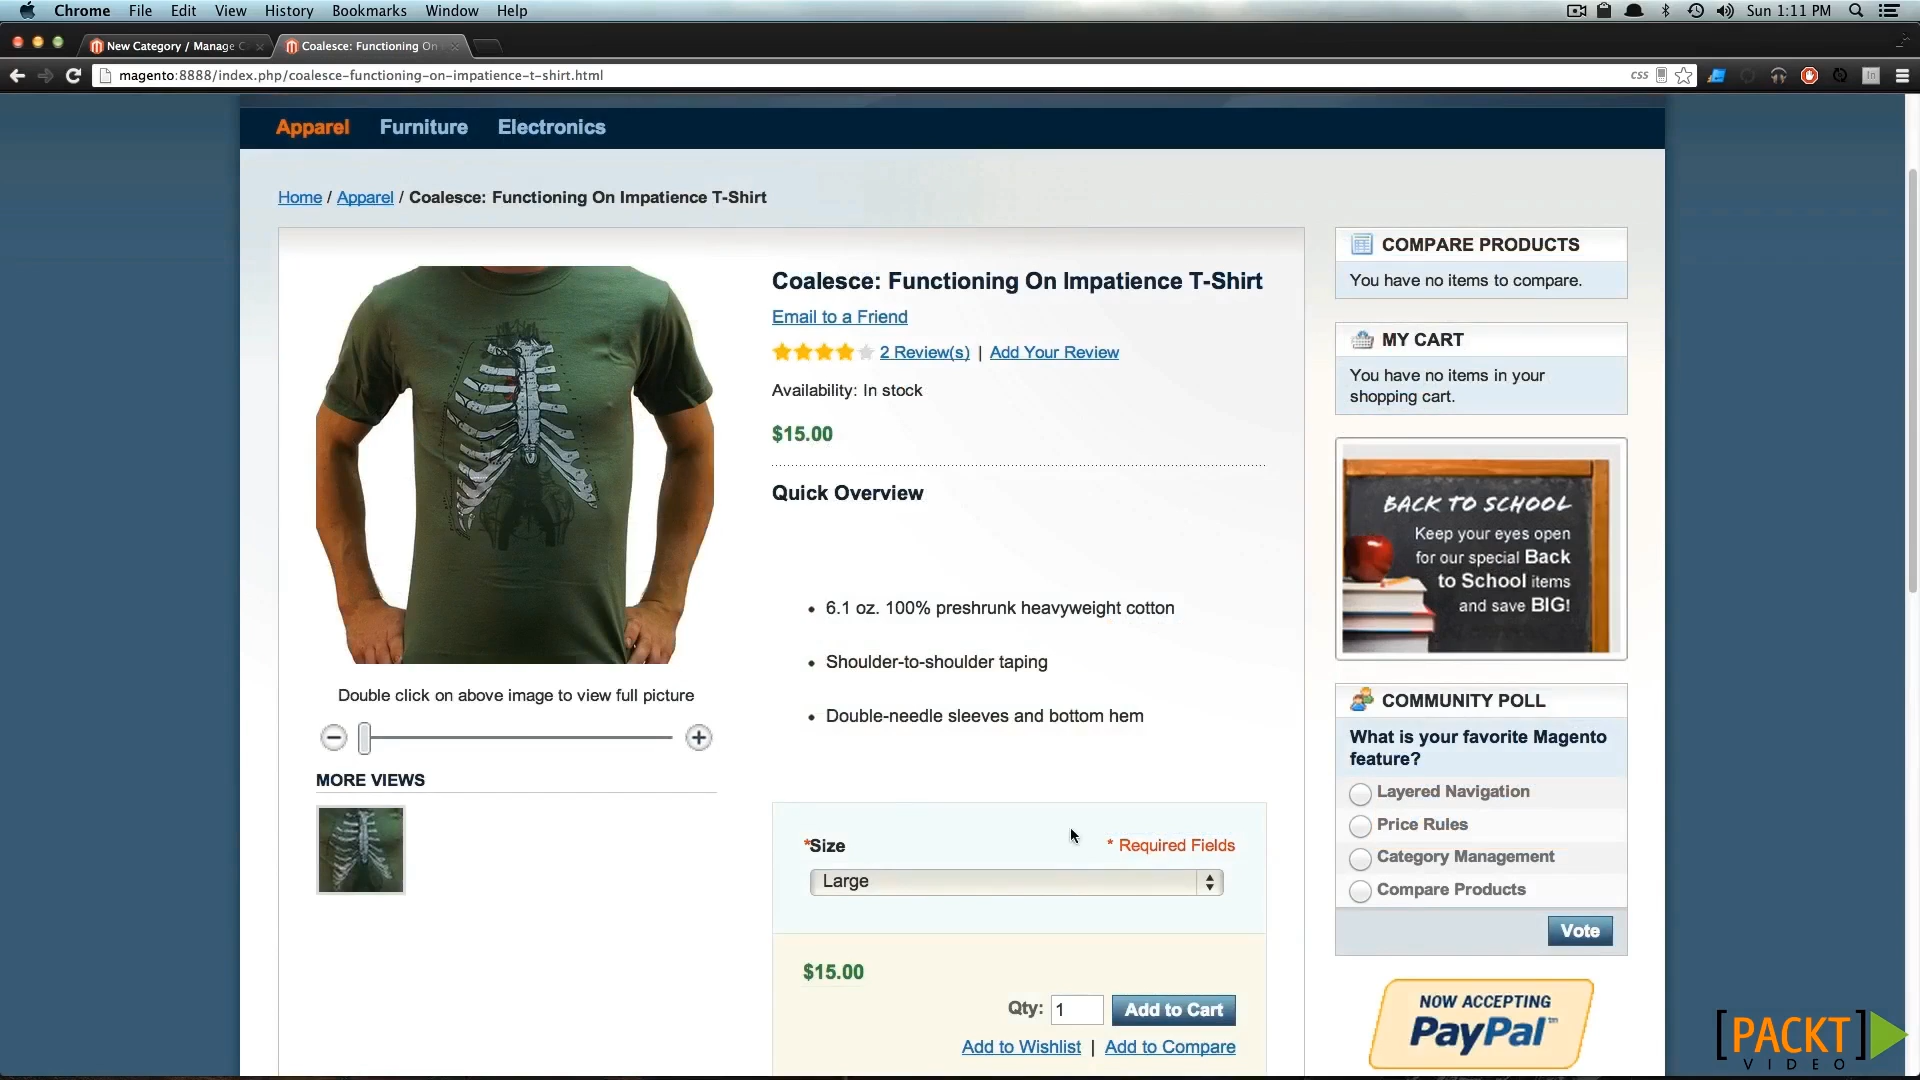 Chrome File Edit View History Bookmarks Window Help
Sun 1:11 PM
New Category / Manage C
Coalesce: Functioning On
magento:8888/index.php/coalesce-functioning-on-impatience-t-shirt.html
CSS
In
Apparel Furniture Electronics
Home / Apparel / Coalesce: Functioning On Impatience T-Shirt
Coalesce: Functioning On Impatience T-Shirt
Email to a Friend
2 Review(s) | Add Your Review
Availability: In stock
$15.00
Quick Overview
• 6.1 oz. 100% preshrunk heavyweight cotton
• Shoulder-to-shoulder taping
• Double-needle sleeves and bottom hem
Double click on above image to view full picture
MORE VIEWS
*Size
* Required Fields
Large
$15.00
Qty: 1 Add to Cart
Add to Wishlist | Add to Compare
COMPARE PRODUCTS
You have no items to compare.
MY CART
You have no items in your
shopping cart.
BACK TO SCHOOL
Keep your eyes open
for our special Back
to School items
and save BIG!
COMMUNITY POLL
What is your favorite Magento
feature?
Layered Navigation
Price Rules
Category Management
Compare Products
Vote
NOW ACCEPTING
PayPal™
[PACKT]
VIDEO